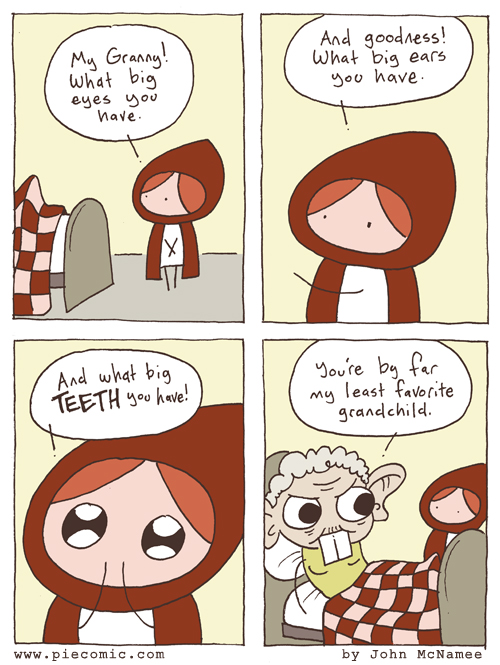 My Granny!
What big
eyes you
have.
And goodness!
What big ears
you have.
And what big
TEETH you have!
You're by far
my least favorite
grandchild.
www.piecomic.com
by John McNamee